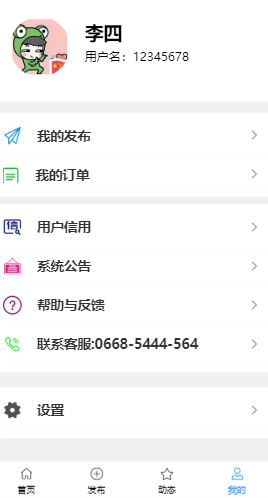 李四
用户名：12345678
我的发布
我的订单
用户信用
系统公告
帮助与反馈
联系客服:0668-5444-564
设置
首页
发布
动态
我的